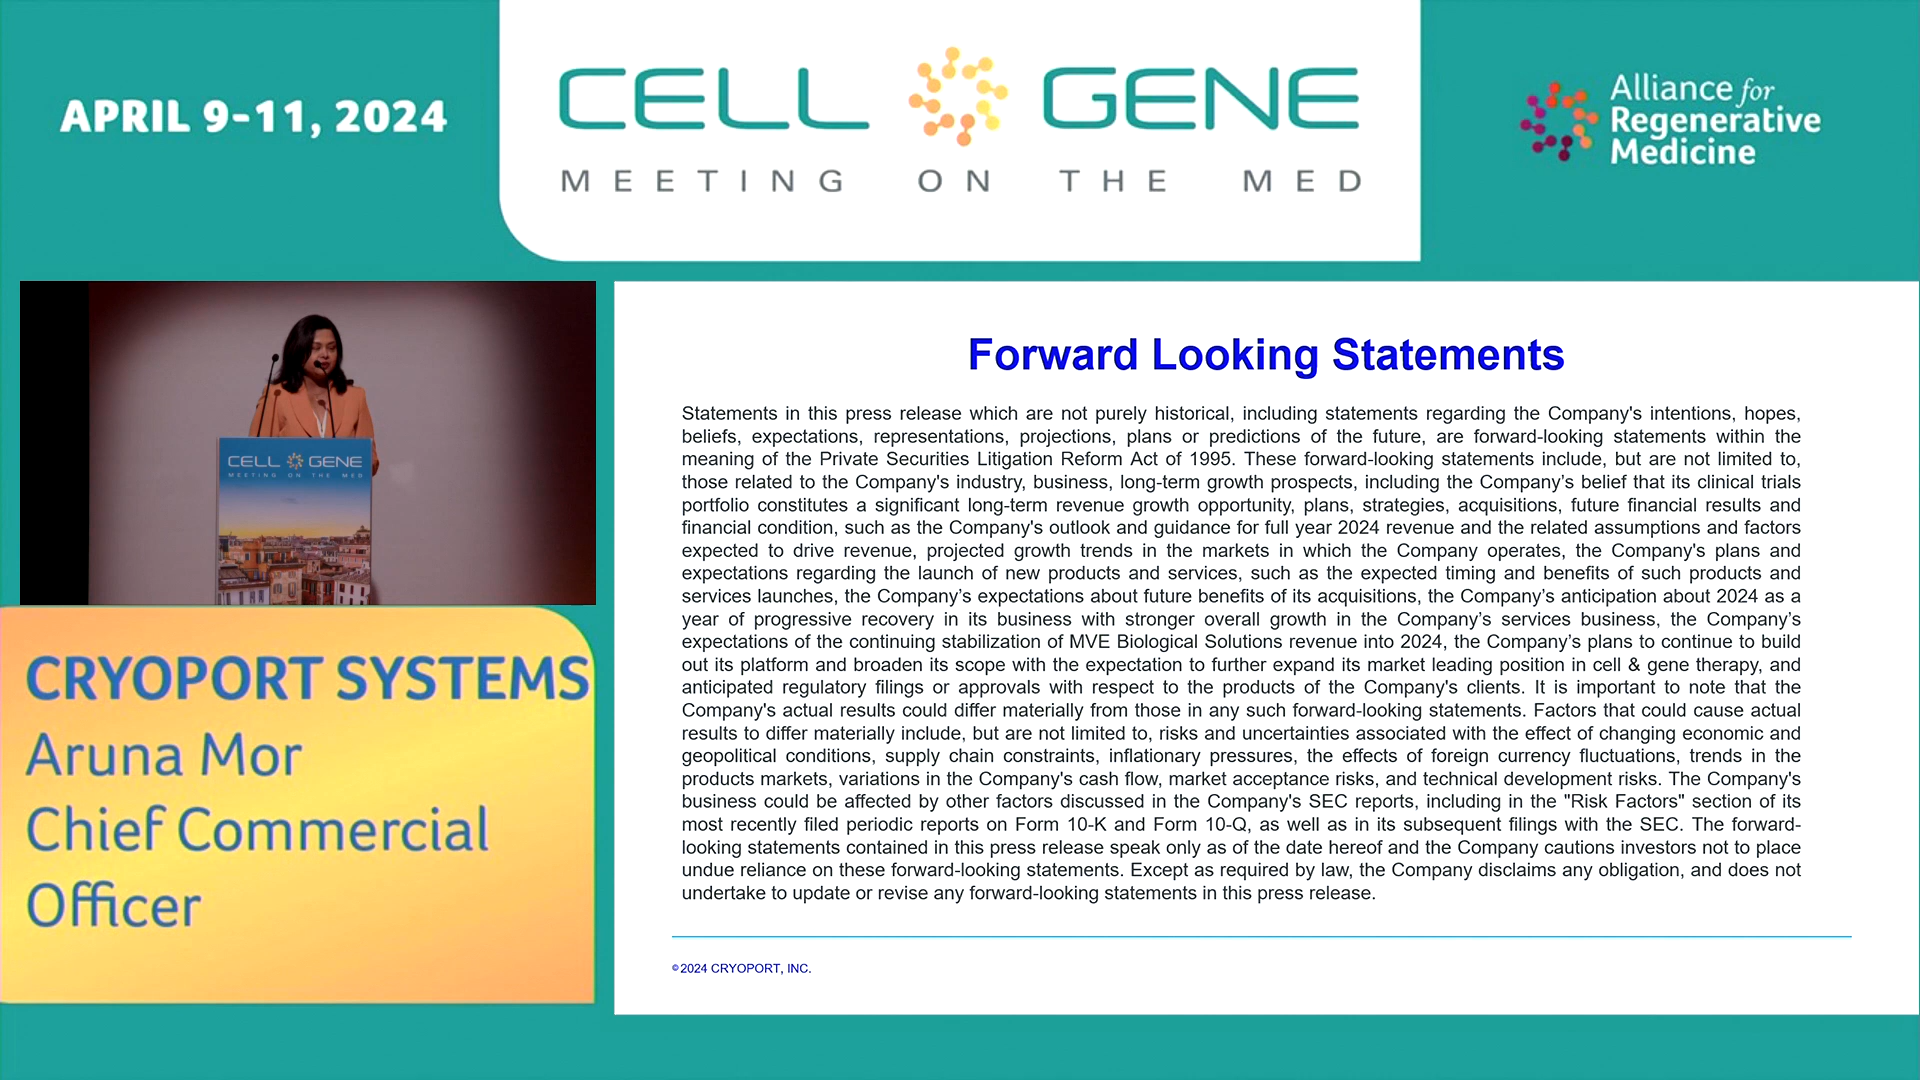 APRIL 9-11, 2024
CELL GENE
MEETING ON THE MED
Alliance for
Regenerative
Medicine
CELL GENE
MEETING ON THE MED
CRYOPORT SYSTEMS
Aruna Mor
Chief Commercial
Officer
Forward Looking Statements
Statements in this press release which are not purely historical, including statements regarding the Company's intentions, hopes,
beliefs, expectations, representations, projections, plans or predictions of the future, are forward-looking statements within the
meaning of the Private Securities Litigation Reform Act of 1995. These forward-looking statements include, but are not limited to,
those related to the Company's industry, business, long-term growth prospects, including the Company’s belief that its clinical trials
portfolio constitutes a significant long-term revenue growth opportunity, plans, strategies, acquisitions, future financial results and
financial condition, such as the Company's outlook and guidance for full year 2024 revenue and the related assumptions and factors
expected to drive revenue, projected growth trends in the markets in which the Company operates, the Company's plans and
expectations regarding the launch of new products and services, such as the expected timing and benefits of such products and
services launches, the Company’s expectations about future benefits of its acquisitions, the Company’s anticipation about 2024 as a
year of progressive recovery in its business with stronger overall growth in the Company’s services business, the Company’s
expectations of the continuing stabilization of MVE Biological Solutions revenue into 2024, the Company’s plans to continue to build
out its platform and broaden its scope with the expectation to further expand its market leading position in cell & gene therapy, and
anticipated regulatory filings or approvals with respect to the products of the Company's clients. It is important to note that the
Company's actual results could differ materially from those in any such forward-looking statements. Factors that could cause actual
results to differ materially include, but are not limited to, risks and uncertainties associated with the effect of changing economic and
geopolitical conditions, supply chain constraints, inflationary pressures, the effects of foreign currency fluctuations, trends in the
products markets, variations in the Company's cash flow, market acceptance risks, and technical development risks. The Company's
business could be affected by other factors discussed in the Company's SEC reports, including in the "Risk Factors" section of its
most recently filed periodic reports on Form 10-K and Form 10-Q, as well as in its subsequent filings with the SEC. The forward-
looking statements contained in this press release speak only as of the date hereof and the Company cautions investors not to place
undue reliance on these forward-looking statements. Except as required by law, the Company disclaims any obligation, and does not
undertake to update or revise any forward-looking statements in this press release.
©2024 CRYOPORT, INC.